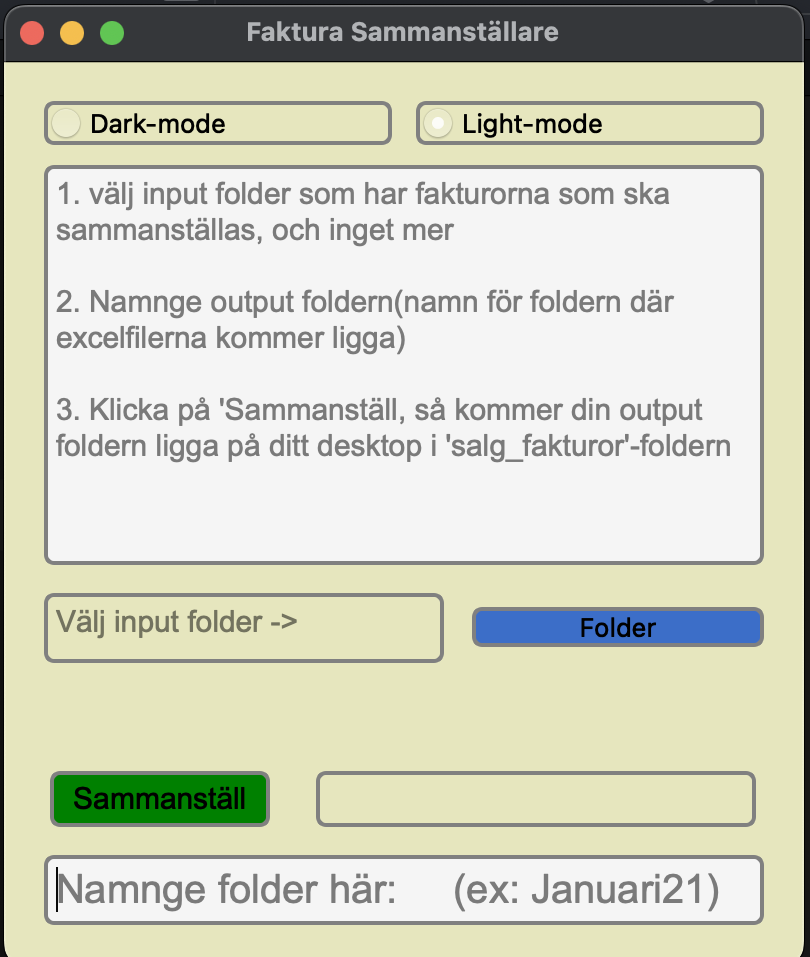 Faktura Sammanställare
Dark-mode
Light-mode
1. välj input folder som har fakturorna som ska
sammanställas, och inget mer
2. Namnge output foldern(namn för foldern där
excelfilerna kommer ligga)
3. Klicka på 'Sammanställ, så kommer din output
foldern ligga på ditt desktop i 'salg_fakturor'-foldern
Välj input folder ->
Folder
Sammanställ
Namnge folder här: (ex: Januari21)